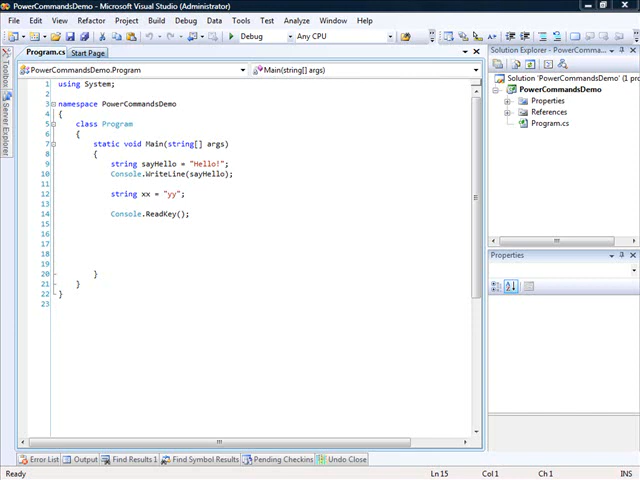 PowerCommandsDemo - Microsoft Visual Studio (Administrator)
File Edit View Refactor Project Build Debug Data Tools Test Analyze Window Help
Debug Any CPU
Program.cs Start Page
PowerCommandsDemo.Program Main(string[] args)
1 using System;
2
3 namespace PowerCommandsDemo
4 {
5 class Program
6 {
7 static void Main(string[] args)
8 {
9 string sayHello = "Hello!";
10 Console.WriteLine(sayHello);
11
12 string xx = "yy";
13
14 Console.ReadKey();
15
16
17
18
19
20 }
21 }
22 }
23
Toolbox
Server Explorer
Solution Explorer - PowerComma...
Solution 'PowerCommandsDemo' (1 pro
PowerCommandsDemo
Properties
References
Program.cs
Properties
Error List Output Find Results 1 Find Symbol Results Pending Checkins Undo Close
Ready Ln 15 Col 1 Ch 1 INS